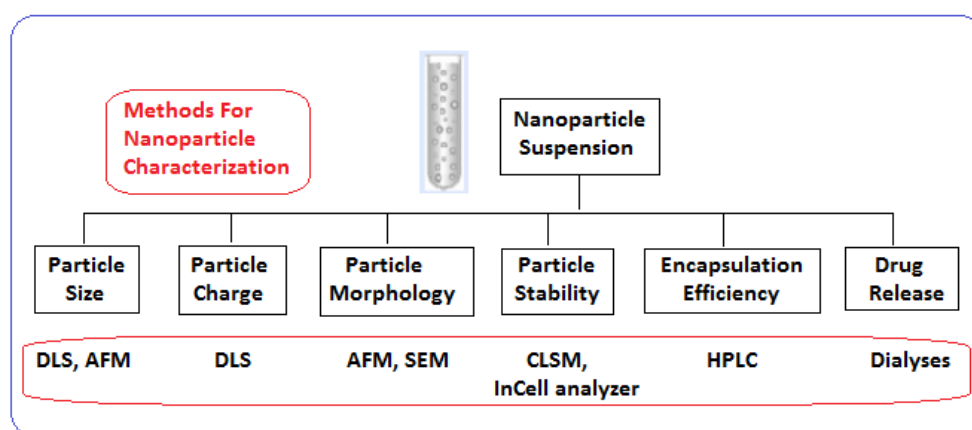 Methods For
Nanoparticle
Characterization
Nanoparticle
Suspension
Particle
Size
Particle
Charge
Particle
Morphology
Particle
Stability
Encapsulation
Efficiency
Drug
Release
DLS, AFM
DLS
AFM, SEM
CLSM,
InCell analyzer
HPLC
Dialyses